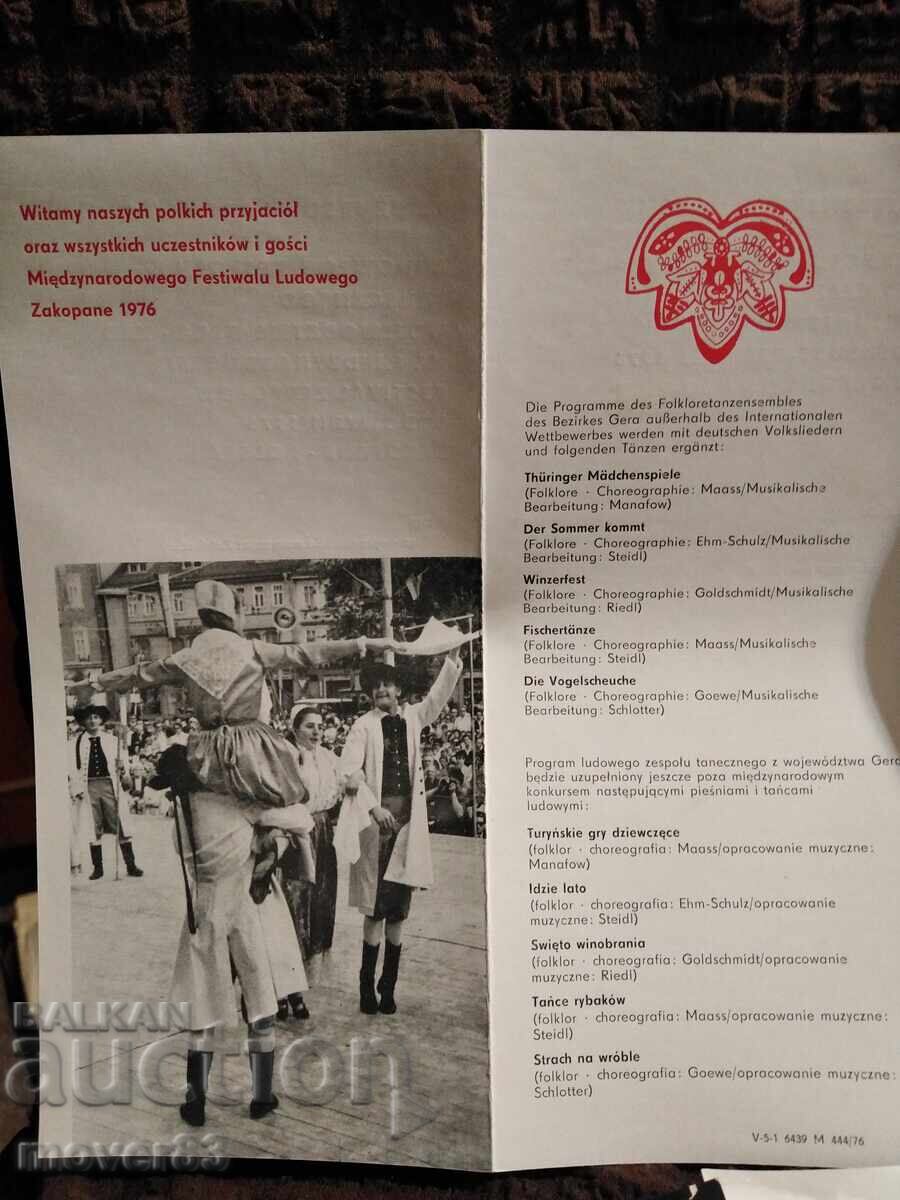 Witamy naszych polkich przyjaciół
oraz wszystkich uczestników i gości
Międzynarodowego Festiwalu Ludowego
Zakopane 1976
Die Programme des Folkloretanzensembles
des Bezirkes Gera außerhalb des Internationalen
Wettbewerbes werden mit deutschen Volksliedern
und folgenden Tänzen ergänzt:
Thüringer Mädchenspiele
(Folklore · Choreographie: Maass/Musikalische
Bearbeitung: Manafow)
Der Sommer kommt
(Folklore · Choreographie: Ehm-Schulz/Musikalische
Bearbeitung: Steidl)
Winzerfest
(Folklore · Choreographie: Goldschmidt/Musikalische
Bearbeitung: Riedl)
Fischertänze
(Folklore · Choreographie: Maass/Musikalische
Bearbeitung: Steidl)
Die Vogelscheuche
(Folklore · Choreographie: Goewe/Musikalische
Bearbeitung: Schlotter)
Program ludowego zespołu tanecznego z województwa Gera
będzie uzupełniony jeszcze poza międzynarodowym
konkursem następującymi pieśniami i tańcami
ludowymi:
Turyńskie gry dziewczęce
(folklor · choreografia: Maass/opracowanie muzyczne:
Manafow)
Idzie lato
(folklor · choreografia: Ehm-Schulz/opracowanie
muzyczne: Steidl)
Swięto winobrania
(folklor · choreografia: Goldschmidt/opracowanie
muzyczne: Riedl)
Tańce rybaków
(folklor · choreografia: Maass/opracowanie muzyczne:
Steidl)
Strach na wróble
(folklor · choreografia: Goewe/opracowanie muzyczne:
Schlotter)
V-5-1 6439 M 444/76
BALKAN
auction
mover83